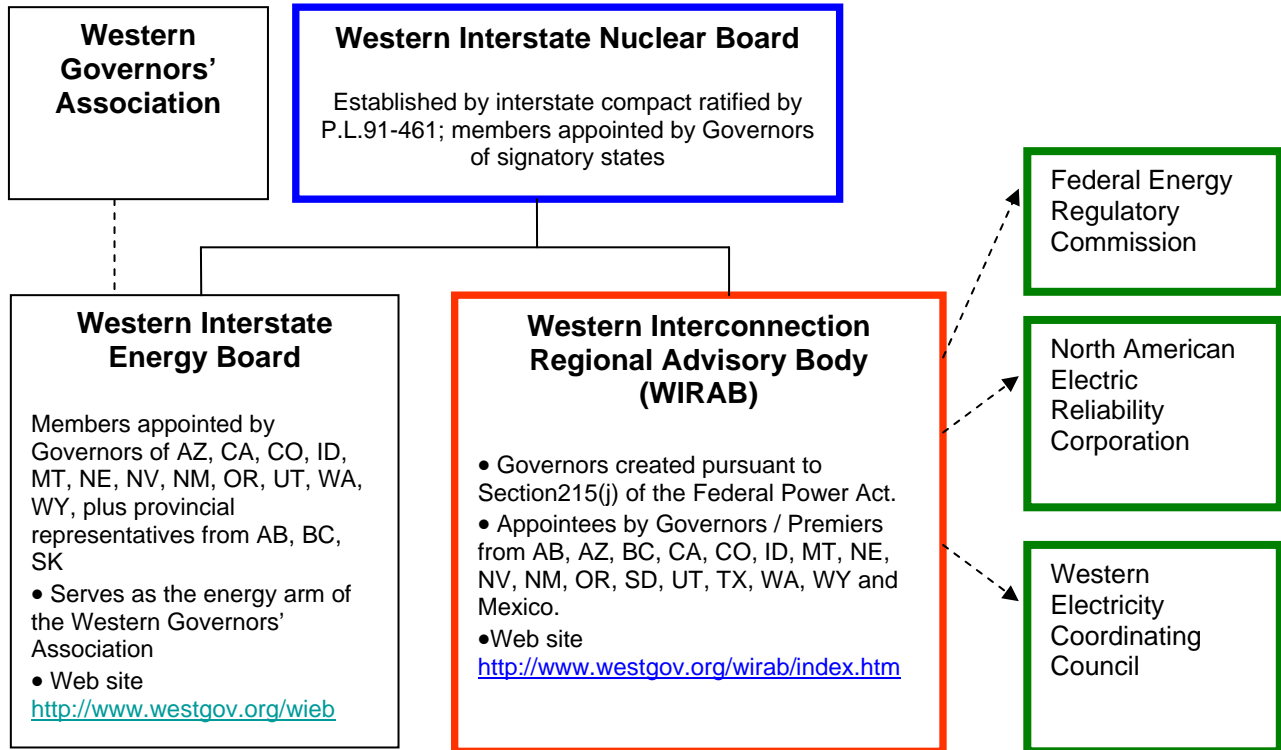 Western
Governors’
Association
Western Interstate Nuclear Board
Established by interstate compact ratified by
P.L.91-461; members appointed by Governors
of signatory states
Federal Energy
Regulatory
Commission
Western Interstate
Energy Board
Members appointed by
Governors of AZ, CA, CO, ID,
MT, NE, NV, NM, OR, UT, WA,
WY, plus provincial
representatives from AB, BC,
SK
• Serves as the energy arm of
the Western Governors’
Association
• Web site
http://www.westgov.org/wieb
Western Interconnection
Regional Advisory Body
(WIRAB)
• Governors created pursuant to
Section215(j) of the Federal Power Act.
• Appointees by Governors / Premiers
from AB, AZ, BC, CA, CO, ID, MT, NE,
NV, NM, OR, SD, UT, TX, WA, WY and
Mexico.
•Web site
http://www.westgov.org/wirab/index.htm
North American
Electric
Reliability
Corporation
Western
Electricity
Coordinating
Council